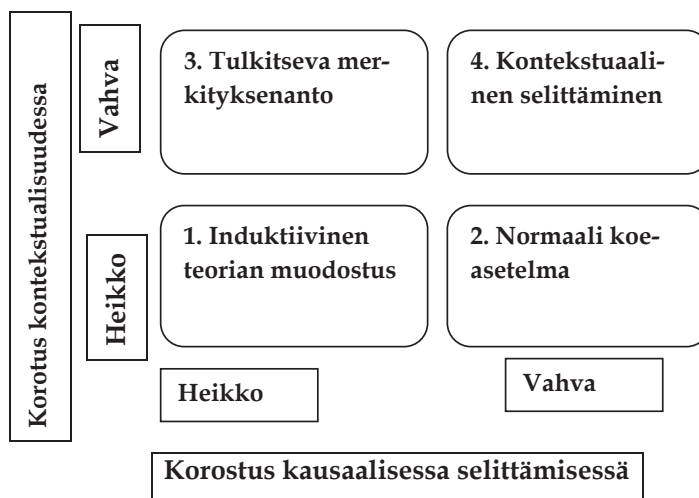 Korotus kontekstualisuudessa
Vahva
3. Tulkitseva mer-
kityksenanto
4. Kontekstuaali-
nen selittäminen
Heikko
1. Induktiivinen
teorian muodostus
2. Normaali koe-
asetelma
Heikko
Vahva
Korostus kausaalisessa selittämisessä